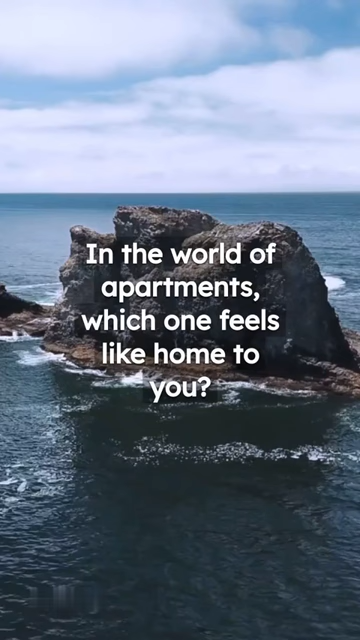 In the world of
apartments,
which one feels
like home to
you?